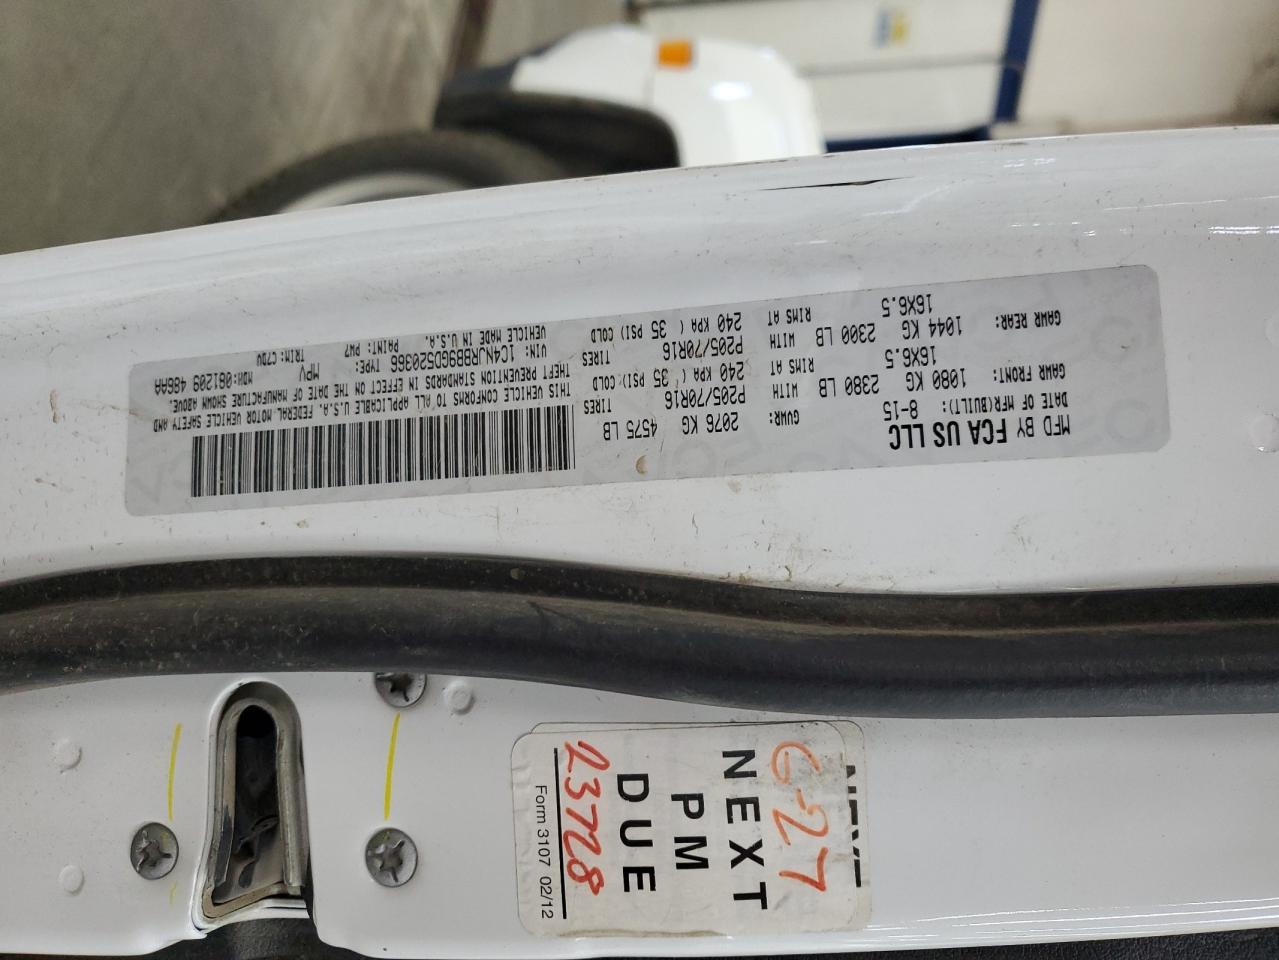 MFD BY FCA US LLC
DATE OF MFR(BUILT): 8-15
GVWR: 2076 KG 4575 LB
GAWR FRONT: 1080 KG 2380 LB WITH P205/70R16 TIRES
16X6.5 RIMS AT 240 KPA ( 35 PSI) COLD
GAWR REAR: 1044 KG 2300 LB WITH P205/70R16 TIRES
16X6.5 RIMS AT 240 KPA ( 35 PSI) COLD
THIS VEHICLE CONFORMS TO ALL APPLICABLE U.S.A. FEDERAL MOTOR VEHICLE SAFETY AND
THEFT PREVENTION STANDARDS IN EFFECT ON THE DATE OF MANUFACTURE SHOWN ABOVE.
VIN: 1C4NJRBB9GD520366 TYPE: MPV MDH:081209 486AA
VEHICLE MADE IN U.S.A. PAINT: PW7 TRIM: C7DV
6-27
NEXT
PM
DUE
23728
Form 3107 02/12